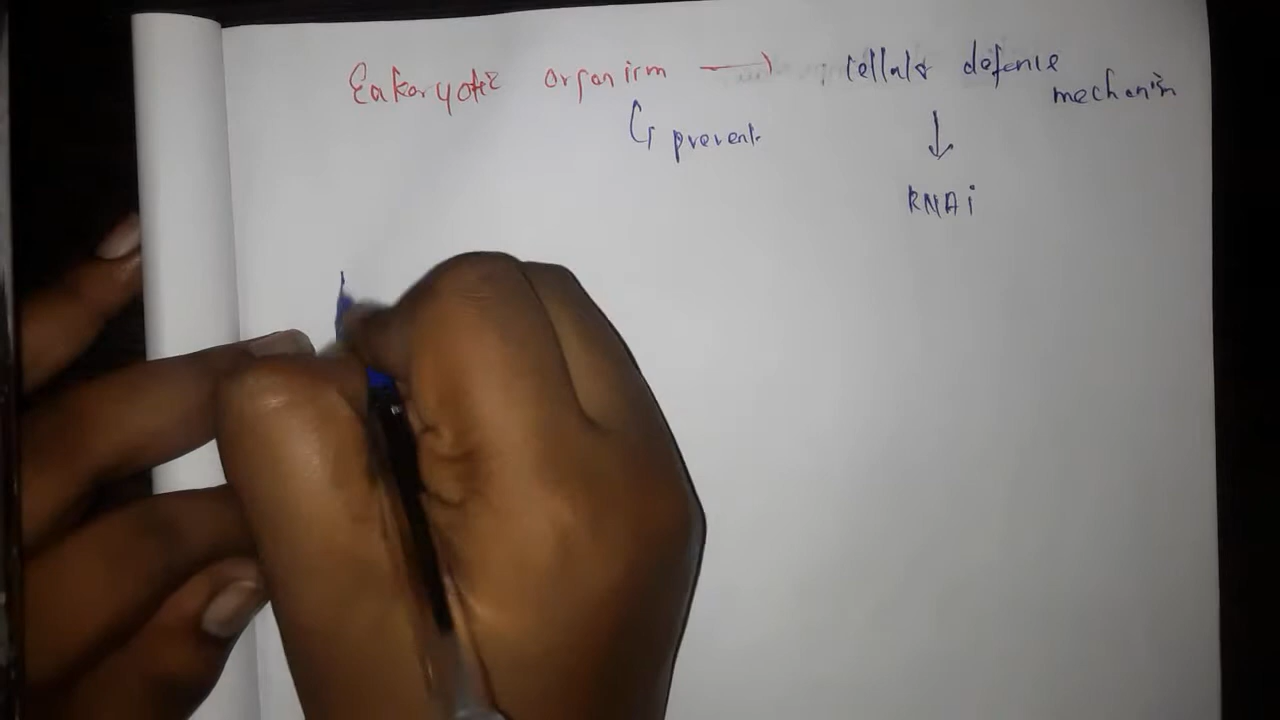 Eukaryotic organism → : cellular defence
mechanism
↳ prevent ↓
RNAi